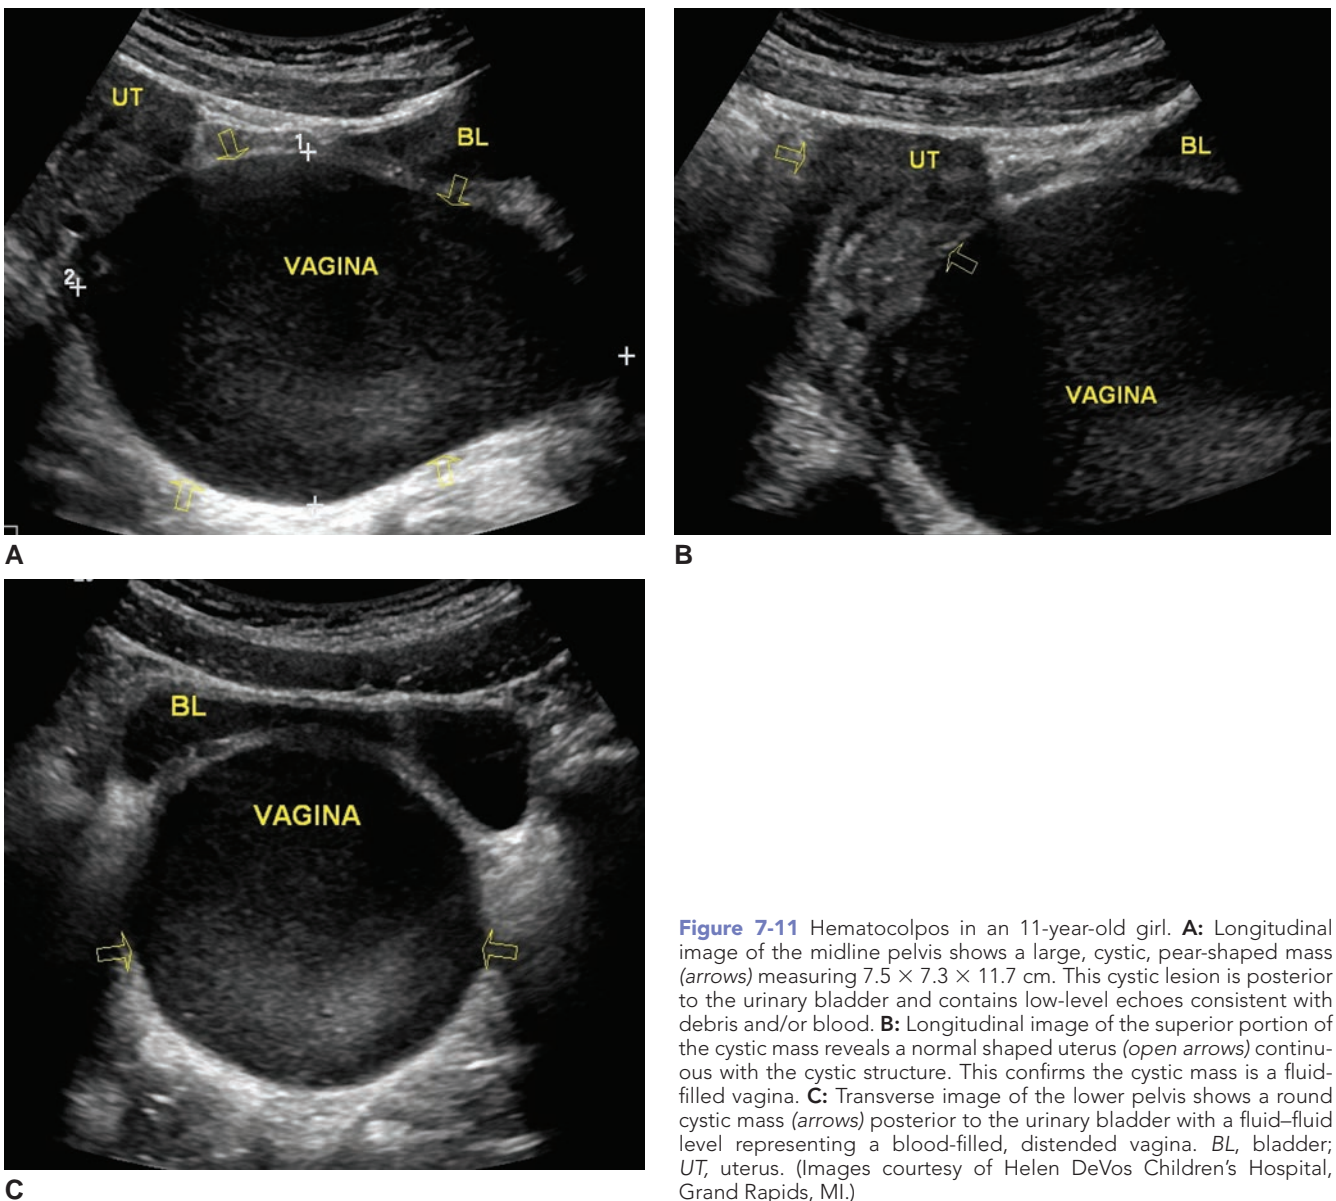 UT
1
BL
2
VAGINA
A
UT
BL
VAGINA
B
BL
VAGINA
C
Figure 7-11 Hematocolpos in an 11-year-old girl. A: Longitudinal
image of the midline pelvis shows a large, cystic, pear-shaped mass
(arrows) measuring 7.5 × 7.3 × 11.7 cm. This cystic lesion is posterior
to the urinary bladder and contains low-level echoes consistent with
debris and/or blood. B: Longitudinal image of the superior portion of
the cystic mass reveals a normal shaped uterus (open arrows) continu-
ous with the cystic structure. This confirms the cystic mass is a fluid-
filled vagina. C: Transverse image of the lower pelvis shows a round
cystic mass (arrows) posterior to the urinary bladder with a fluid–fluid
level representing a blood-filled, distended vagina. BL, bladder;
UT, uterus. (Images courtesy of Helen DeVos Children's Hospital,
Grand Rapids, MI.)